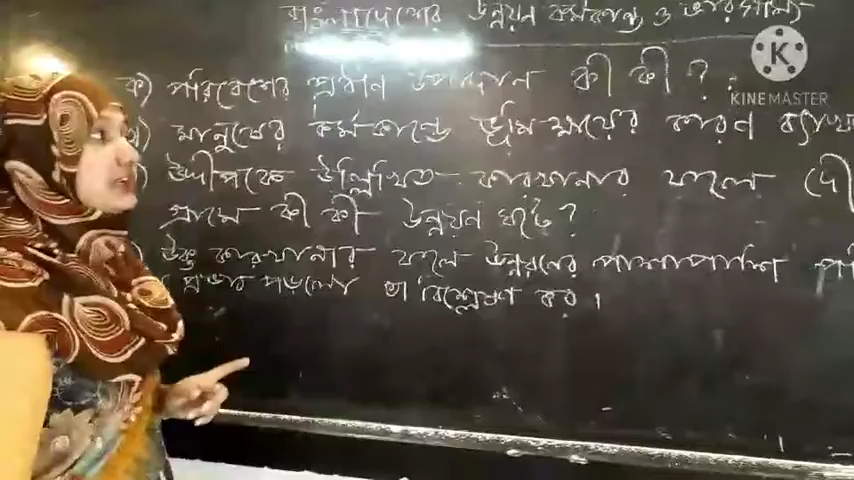 বাংলাদেশের উন্নয়ন কর্মকাণ্ড ও ভারসাম্য
KINEMASTER
ক) পরিবেশের প্রধান উপাদান কী কী ?
মানুষের কর্মকাণ্ডে ভূমিক্ষয়ের কারণ ব্যাখ
উদ্দীপকে উল্লিখিত কারখানার ফলে
গ্রামে কী কী উন্নয়ন ঘটে ?
উক্ত কারখানার ফলে উন্নয়নের পাশাপাশি
প্রভাব পড়লো তা বিশ্লেষণ কর ।